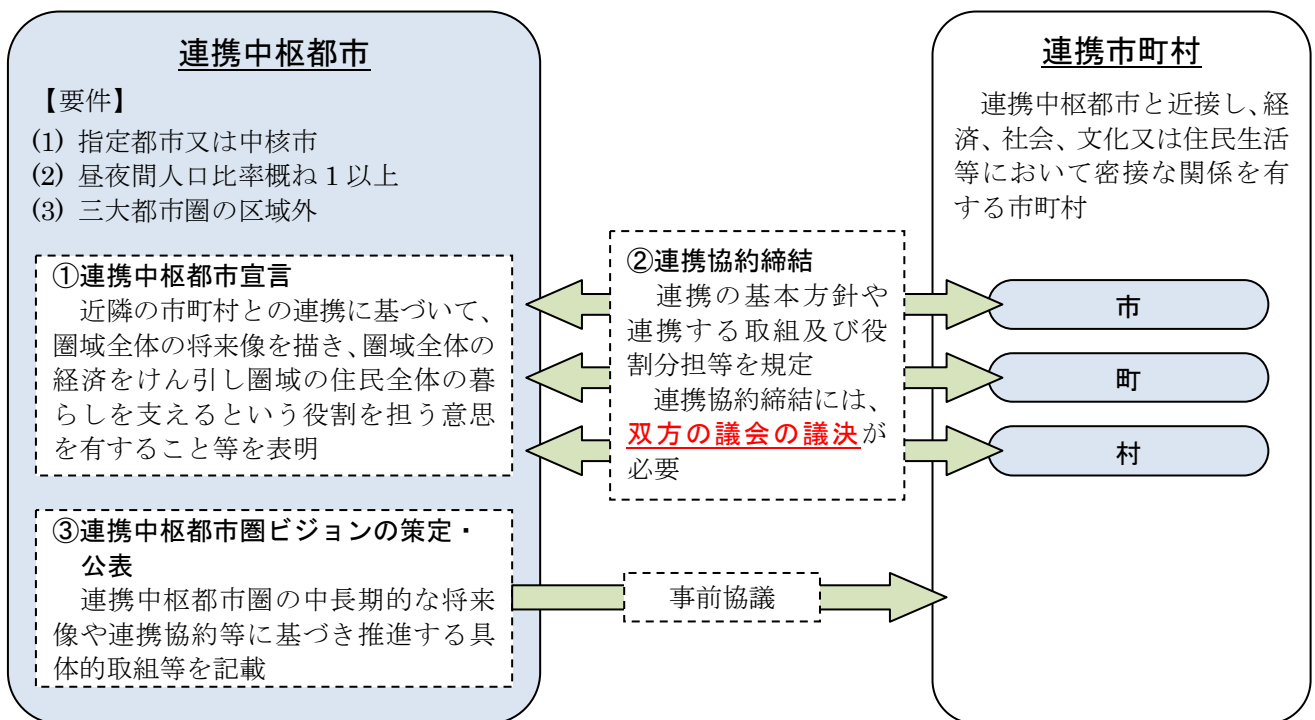 連携中枢都市
【要件】
(1) 指定都市又は中核市
(2) 昼夜間人口比率概ね１以上
(3) 三大都市圏の区域外
①連携中枢都市宣言
近隣の市町村との連携に基づいて、
圏域全体の将来像を描き、圏域全体の
経済をけん引し圏域の住民全体の暮
らしを支えるという役割を担う意思
を有すること等を表明
②連携協約締結
連携の基本方針や
連携する取組及び役
割分担等を規定
連携協約締結には、
双方の議会の議決が
必要
③連携中枢都市圏ビジョンの策定・
公表
連携中枢都市圏の中長期的な将来
像や連携協約等に基づき推進する具
体的取組等を記載
事前協議
連携市町村
連携中枢都市と近接し、経
済、社会、文化又は住民生活
等において密接な関係を有
する市町村
市
町
村